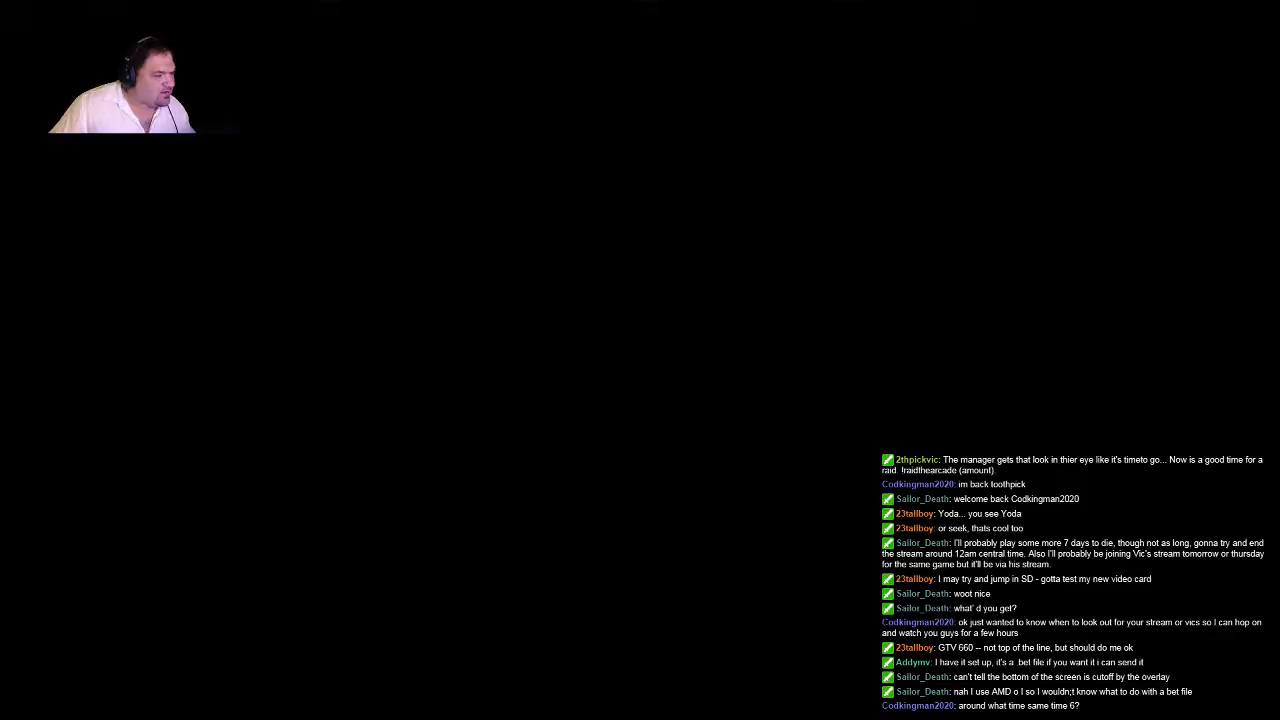 2thpickvic: The manager gets that look in thier eye like it's timeto go... Now is a good time for a
raid. !raidthearcade (amount).
Codkingman2020: im back toothpick
Sailor_Death: welcome back Codkingman2020
23tallboy: Yoda... you see Yoda
23tallboy: or seek, thats cool too
Sailor_Death: I'll probably play some more 7 days to die, though not as long, gonna try and end
the stream around 12am central time. Also I'll probably be joining Vic's stream tomorrow or thursday
for the same game but it'll be via his stream.
23tallboy: I may try and jump in SD - gotta test my new video card
Sailor_Death: woot nice
Sailor_Death: what' d you get?
Codkingman2020: ok just wanted to know when to look out for your stream or vics so I can hop on
and watch you guys for a few hours
23tallboy: GTV 660 -- not top of the line, but should do me ok
Addymv: I have it set up, it's a .bet file if you want it i can send it
Sailor_Death: can't tell the bottom of the screen is cutoff by the overlay
Sailor_Death: nah I use AMD o l so I wouldn;t know what to do with a bet file
Codkingman2020: around what time same time 6?